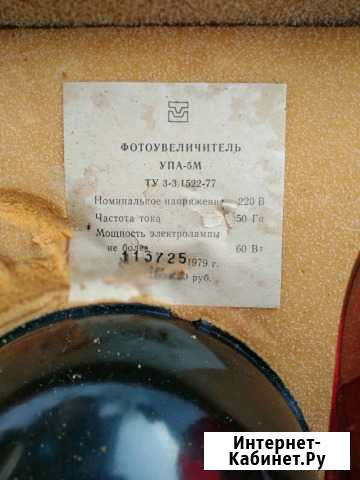 ФОТОУВЕЛИЧИТЕЛЬ
УПА-5М
ТУ 3-3.1522-77
Номинальное напряжение 220 В
Частота тока 50 Гц
Мощность электролампы
не более 60 Вт
113725 1979 г.
руб.
Интернет-
Кабинет.Ру